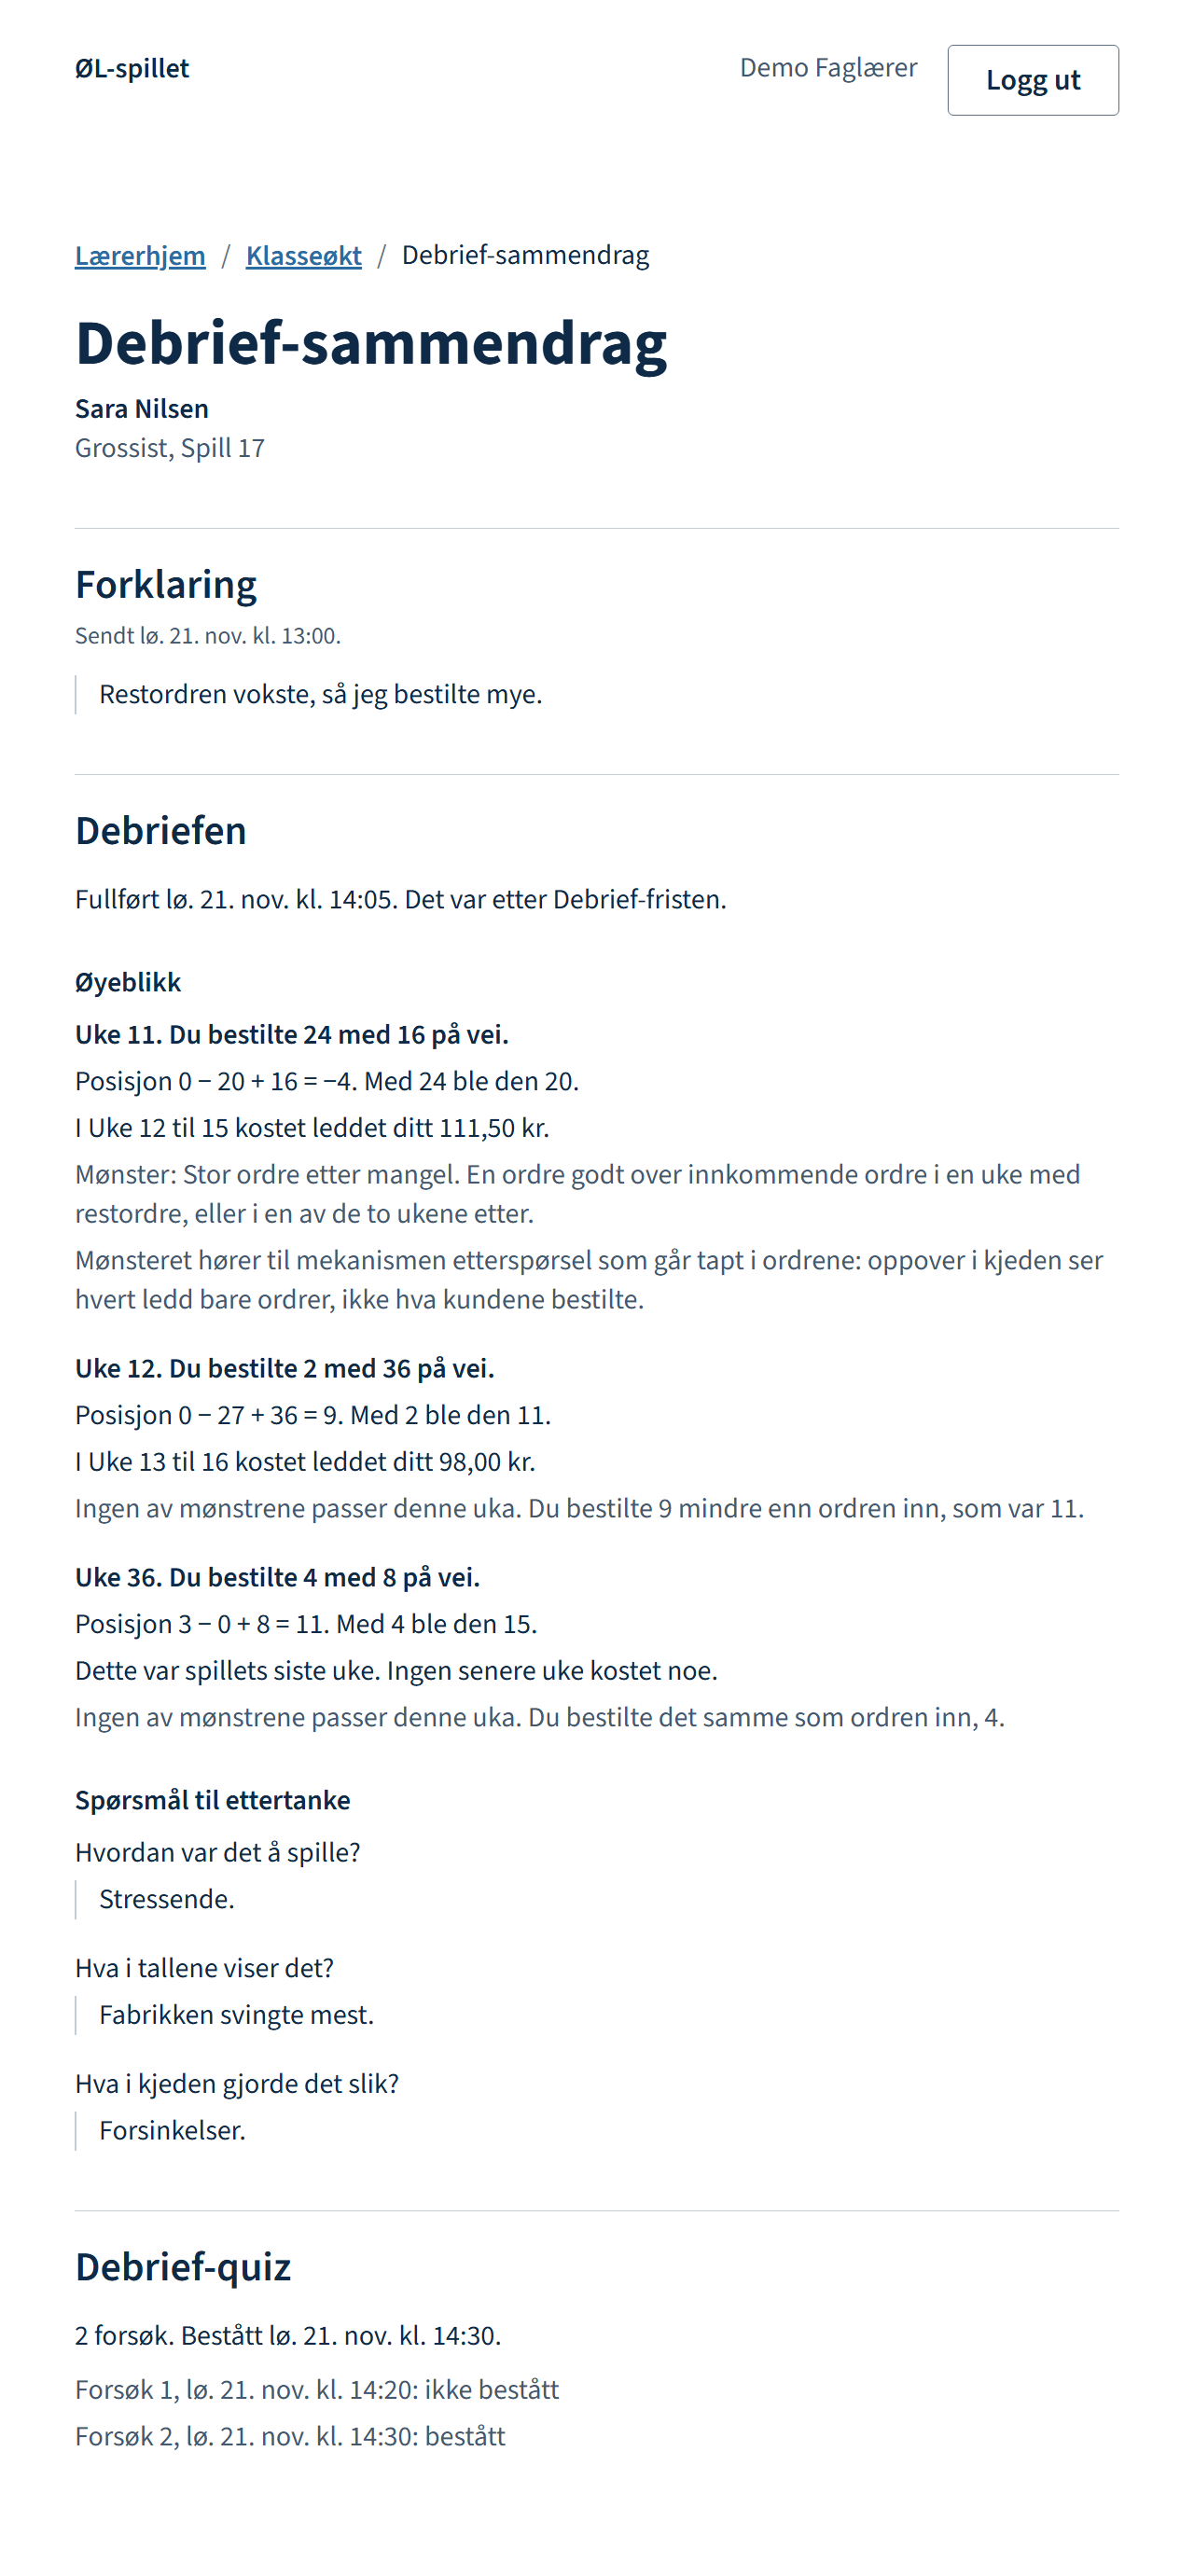 ØL-spillet
Demo Faglærer
Logg ut
Lærerhjem / Klasseøkt / Debrief-sammendrag
Debrief-sammendrag
Sara Nilsen
Grossist, Spill 17
Forklaring
Sendt lø. 21. nov. kl. 13:00.
Restordren vokste, så jeg bestilte mye.
Debriefen
Fullført lø. 21. nov. kl. 14:05. Det var etter Debrief-fristen.
Øyeblikk
Uke 11. Du bestilte 24 med 16 på vei.
Posisjon 0 − 20 + 16 = −4. Med 24 ble den 20.
I Uke 12 til 15 kostet leddet ditt 111,50 kr.
Mønster: Stor ordre etter mangel. En ordre godt over innkommende ordre i en uke med
restordre, eller i en av de to ukene etter.
Mønsteret hører til mekanismen etterspørsel som går tapt i ordrene: oppover i kjeden ser
hvert ledd bare ordrer, ikke hva kundene bestilte.
Uke 12. Du bestilte 2 med 36 på vei.
Posisjon 0 − 27 + 36 = 9. Med 2 ble den 11.
I Uke 13 til 16 kostet leddet ditt 98,00 kr.
Ingen av mønstrene passer denne uka. Du bestilte 9 mindre enn ordren inn, som var 11.
Uke 36. Du bestilte 4 med 8 på vei.
Posisjon 3 − 0 + 8 = 11. Med 4 ble den 15.
Dette var spillets siste uke. Ingen senere uke kostet noe.
Ingen av mønstrene passer denne uka. Du bestilte det samme som ordren inn, 4.
Spørsmål til ettertanke
Hvordan var det å spille?
Stressende.
Hva i tallene viser det?
Fabrikken svingte mest.
Hva i kjeden gjorde det slik?
Forsinkelser.
Debrief-quiz
2 forsøk. Bestått lø. 21. nov. kl. 14:30.
Forsøk 1, lø. 21. nov. kl. 14:20: ikke bestått
Forsøk 2, lø. 21. nov. kl. 14:30: bestått